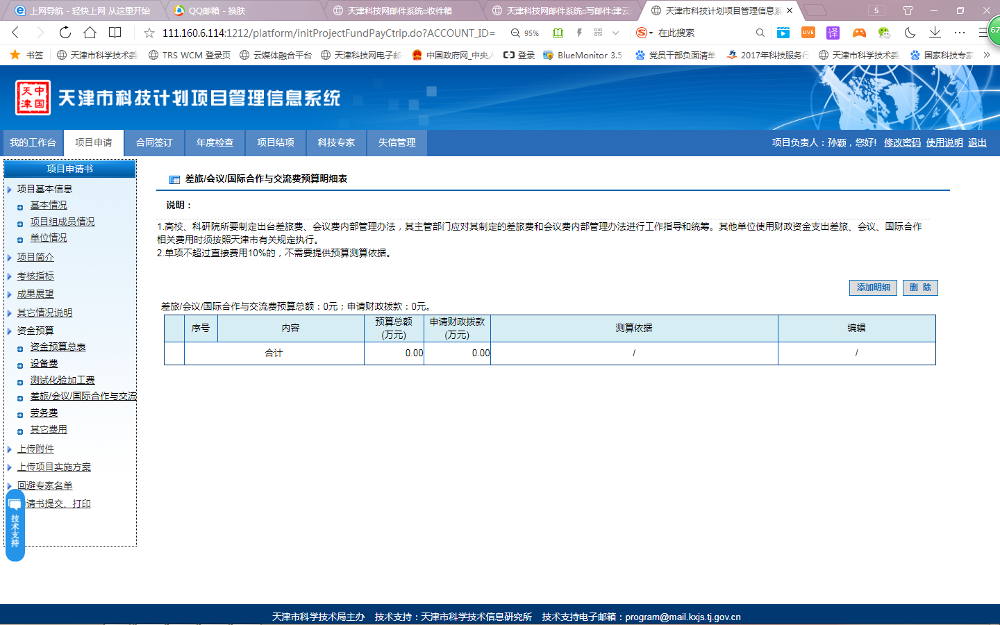 上网导航 - 轻快上网 从这里开始
QQ邮箱 - 换肤
天津科技网邮件系统::收件箱
天津科技网邮件系统::写邮件:津云
天津市科技计划项目管理信息系
5
111.160.6.114:1212/platform/initProjectFundPayCtrip.do?ACCOUNT_ID=
95%
在此搜索
LIVE
译
67
书签
天津市科学技术委
TRS WCM 登录页
云媒体融合平台
天津科技网电子邮
中国政府网_中央人
登录
BlueMonitor 3.5
党员干部负面清单
2017年科技服务行
天津市科学技术委
国家科技专家
天津中国
天津市科技计划项目管理信息系统
我的工作台
项目申请
合同签订
年度检查
项目结项
科技专家
失信管理
项目负责人：孙颖，您好!
修改密码
使用说明
退出
项目申请书
项目基本信息
基本情况
项目组成员情况
单位情况
项目简介
考核指标
成果展望
其它情况说明
资金预算
资金预算总表
设备费
测试化验加工费
差旅/会议/国际合作与交流
劳务费
其它费用
上传附件
上传项目实施方案
回避专家名单
请书提交、打印
技术支持
差旅/会议/国际合作与交流费预算明细表
说明：
1.高校、科研院所要制定出台差旅费、会议费内部管理办法，其主管部门应对其制定的差旅费和会议费内部管理办法进行工作指导和统筹。其他单位使用财政资金支出差旅、会议、国际合作
相关费用时须按照天津市有关规定执行。
2.单项不超过直接费用10%的，不需要提供预算测算依据。
添加明细
删 除
差旅/会议/国际合作与交流费预算总额：0元；申请财政拨款：0元。
序号
内容
预算总额
(万元)
申请财政拨款
(万元)
测算依据
编辑
合计
0.00
0.00
/
/
天津市科学技术局主办 技术支持：天津市科学技术信息研究所 技术支持电子邮箱：program@mail.kxjs.tj.gov.cn